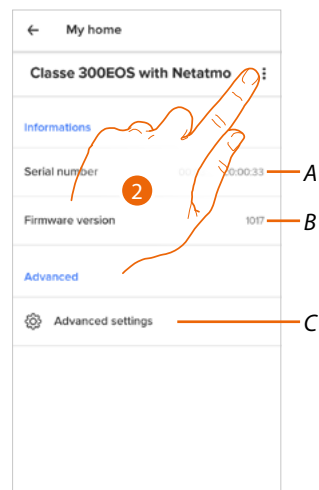 ← My home
Classe 300EOS with Netatmo
Informations
Serial number 00:00:33 A
2
Firmware version 1017 B
Advanced
Advanced settings C